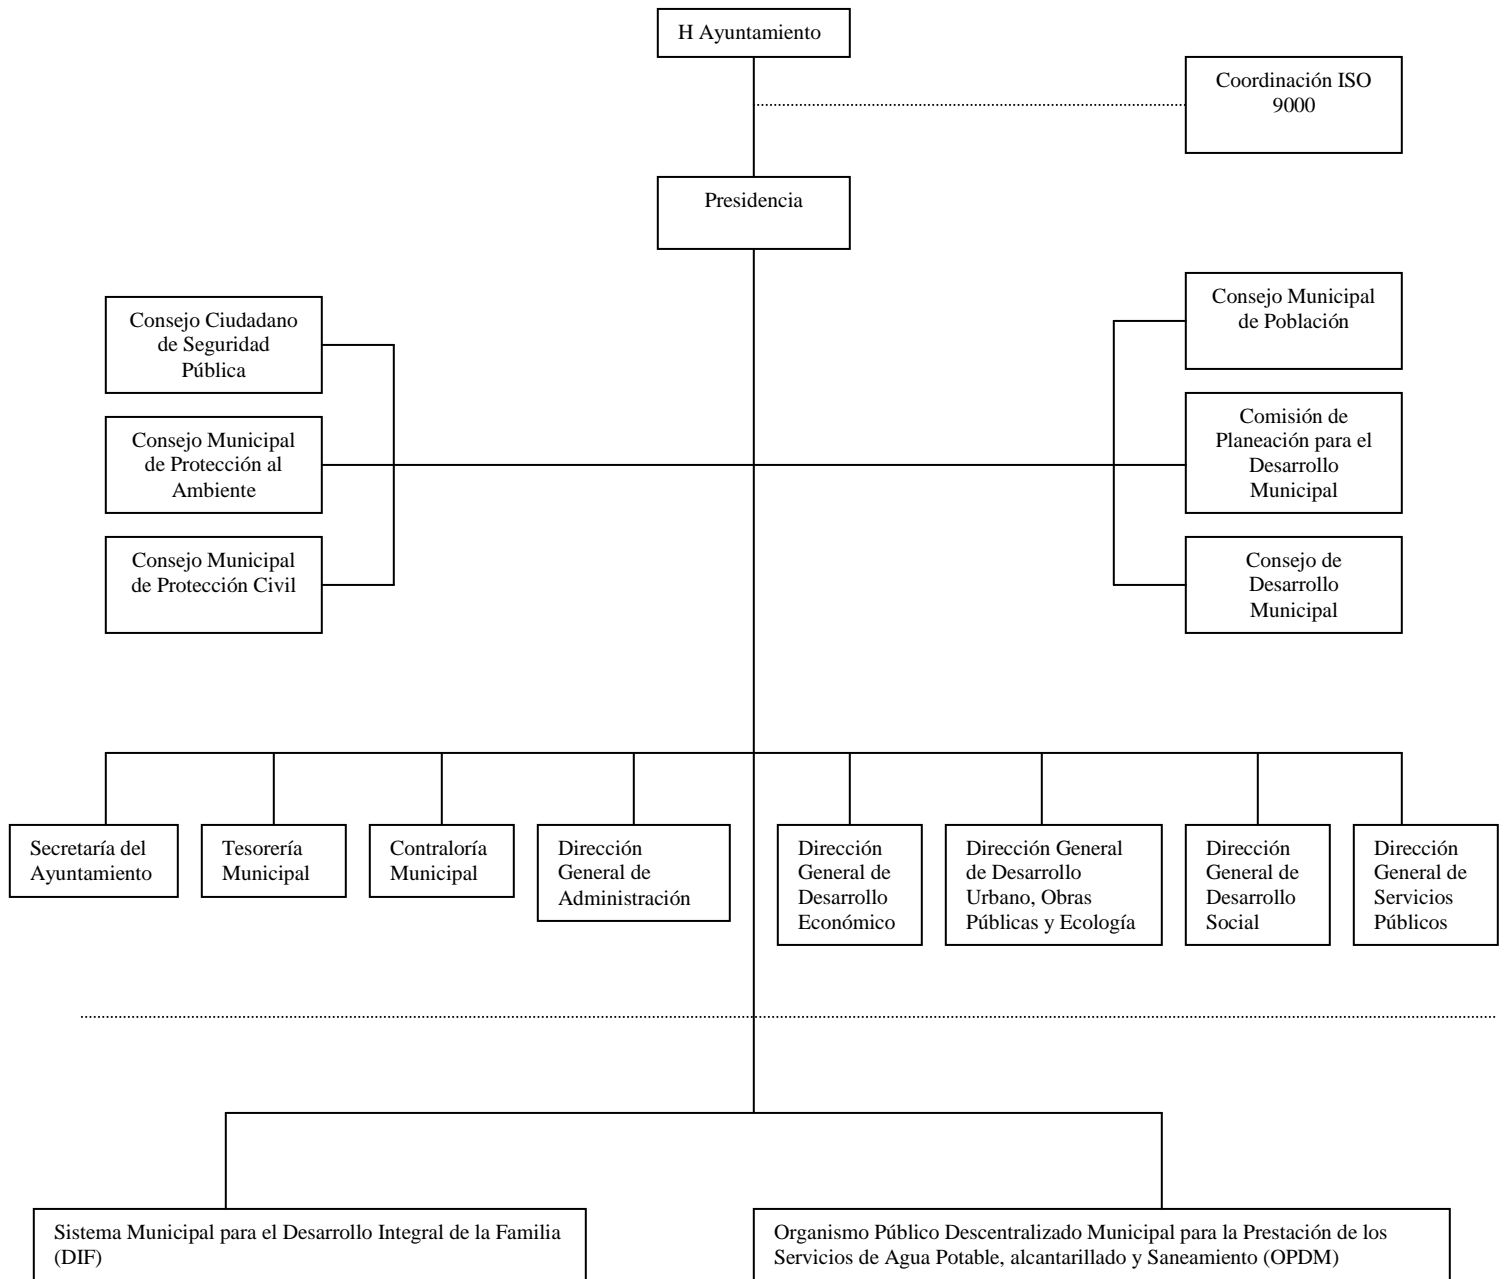 H Ayuntamiento
Coordinación ISO
9000
Presidencia
Consejo Ciudadano
de Seguridad
Pública
Consejo Municipal
de Población
Consejo Municipal
de Protección al
Ambiente
Comisión de
Planeación para el
Desarrollo
Municipal
Consejo Municipal
de Protección Civil
Consejo de
Desarrollo
Municipal
Secretaría del
Ayuntamiento
Tesorería
Municipal
Contraloría
Municipal
Dirección
General de
Administración
Dirección
General de
Desarrollo
Económico
Dirección General
de Desarrollo
Urbano, Obras
Públicas y Ecología
Dirección
General de
Desarrollo
Social
Dirección
General de
Servicios
Públicos
Sistema Municipal para el Desarrollo Integral de la Familia
(DIF)
Organismo Público Descentralizado Municipal para la Prestación de los
Servicios de Agua Potable, alcantarillado y Saneamiento (OPDM)